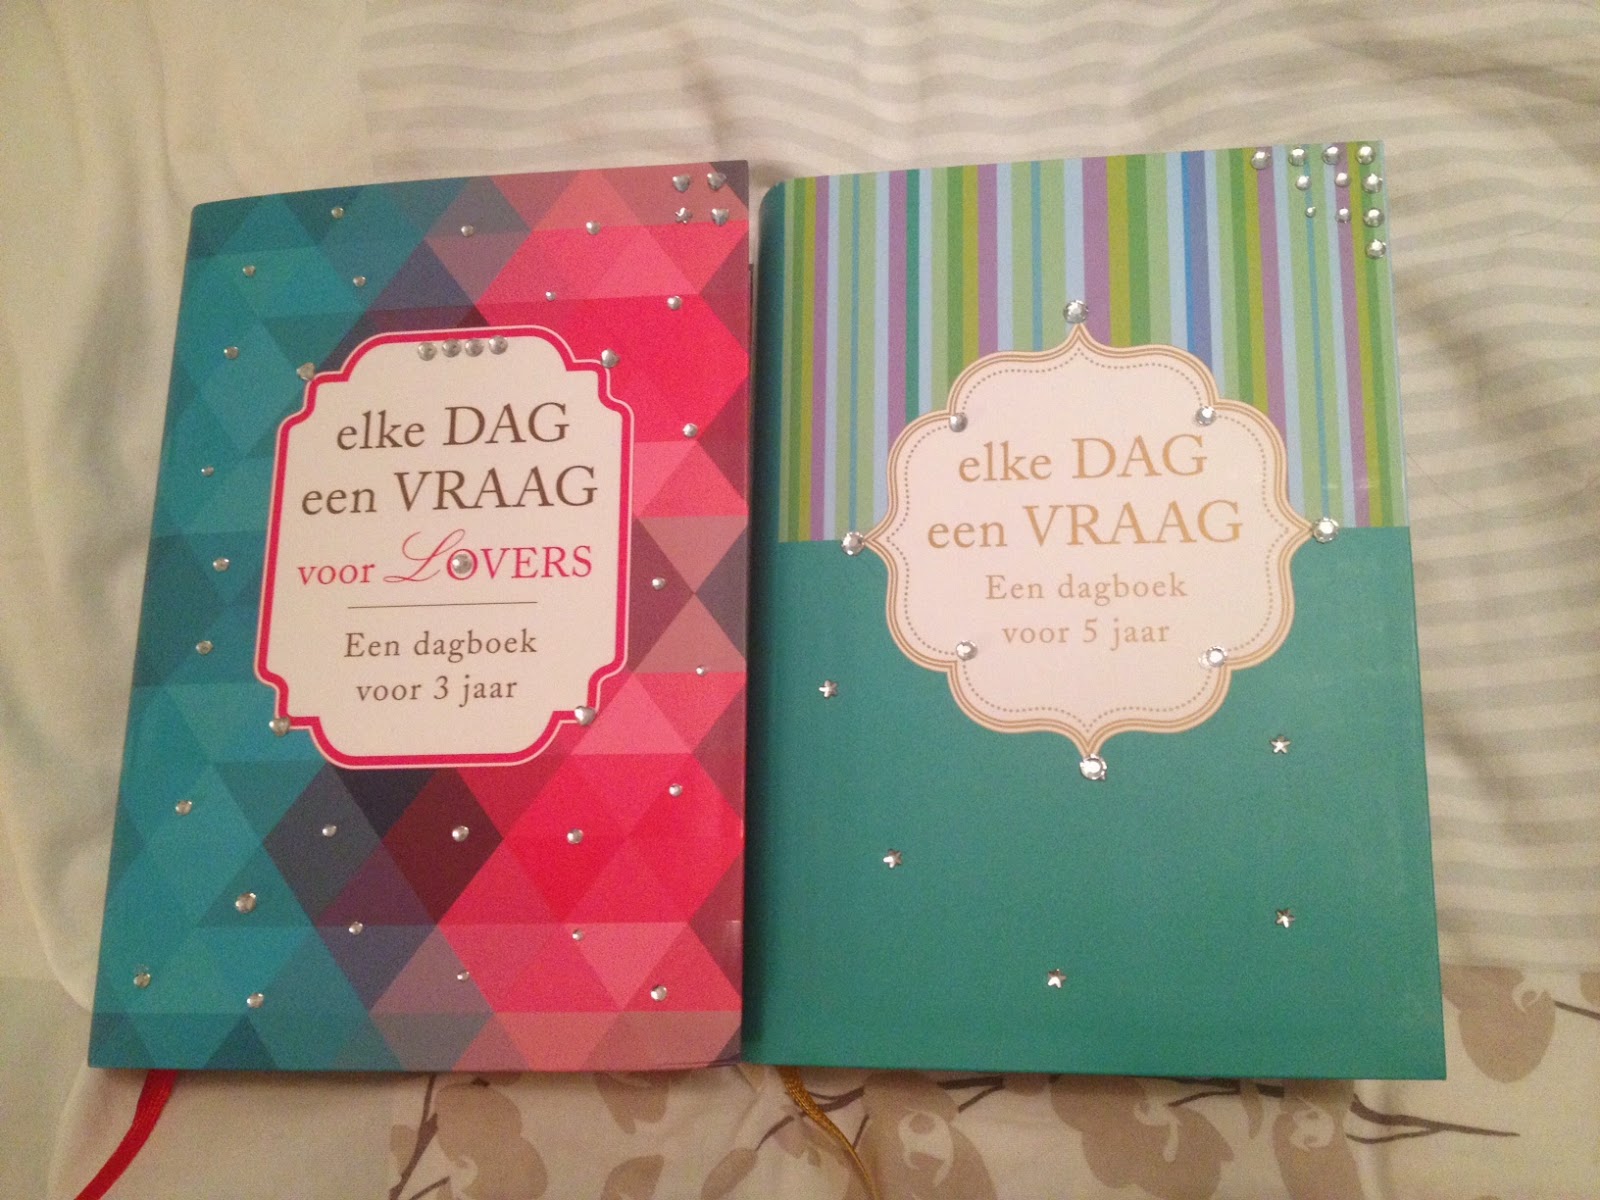 elke DAG
een VRAAG
voor LOVERS
Een dagboek
voor 3 jaar
elke DAG
een VRAAG
Een dagboek
voor 5 jaar